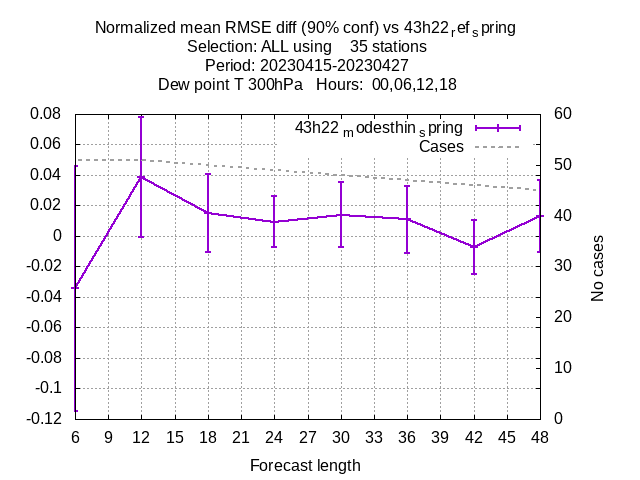 Normalized mean RMSE diff (90% conf) vs 43h22refspring
Selection: ALL using 35 stations
Period: 20230415-20230427
Dew point T 300hPa Hours: 00,06,12,18
43h22modesthinspring
Cases
0.08
0.06
0.04
0.02
0
-0.02
-0.04
-0.06
-0.08
-0.1
-0.12
60
50
40
30
20
10
0
No cases
6 9 12 15 18 21 24 27 30 33 36 39 42 45 48
Forecast length